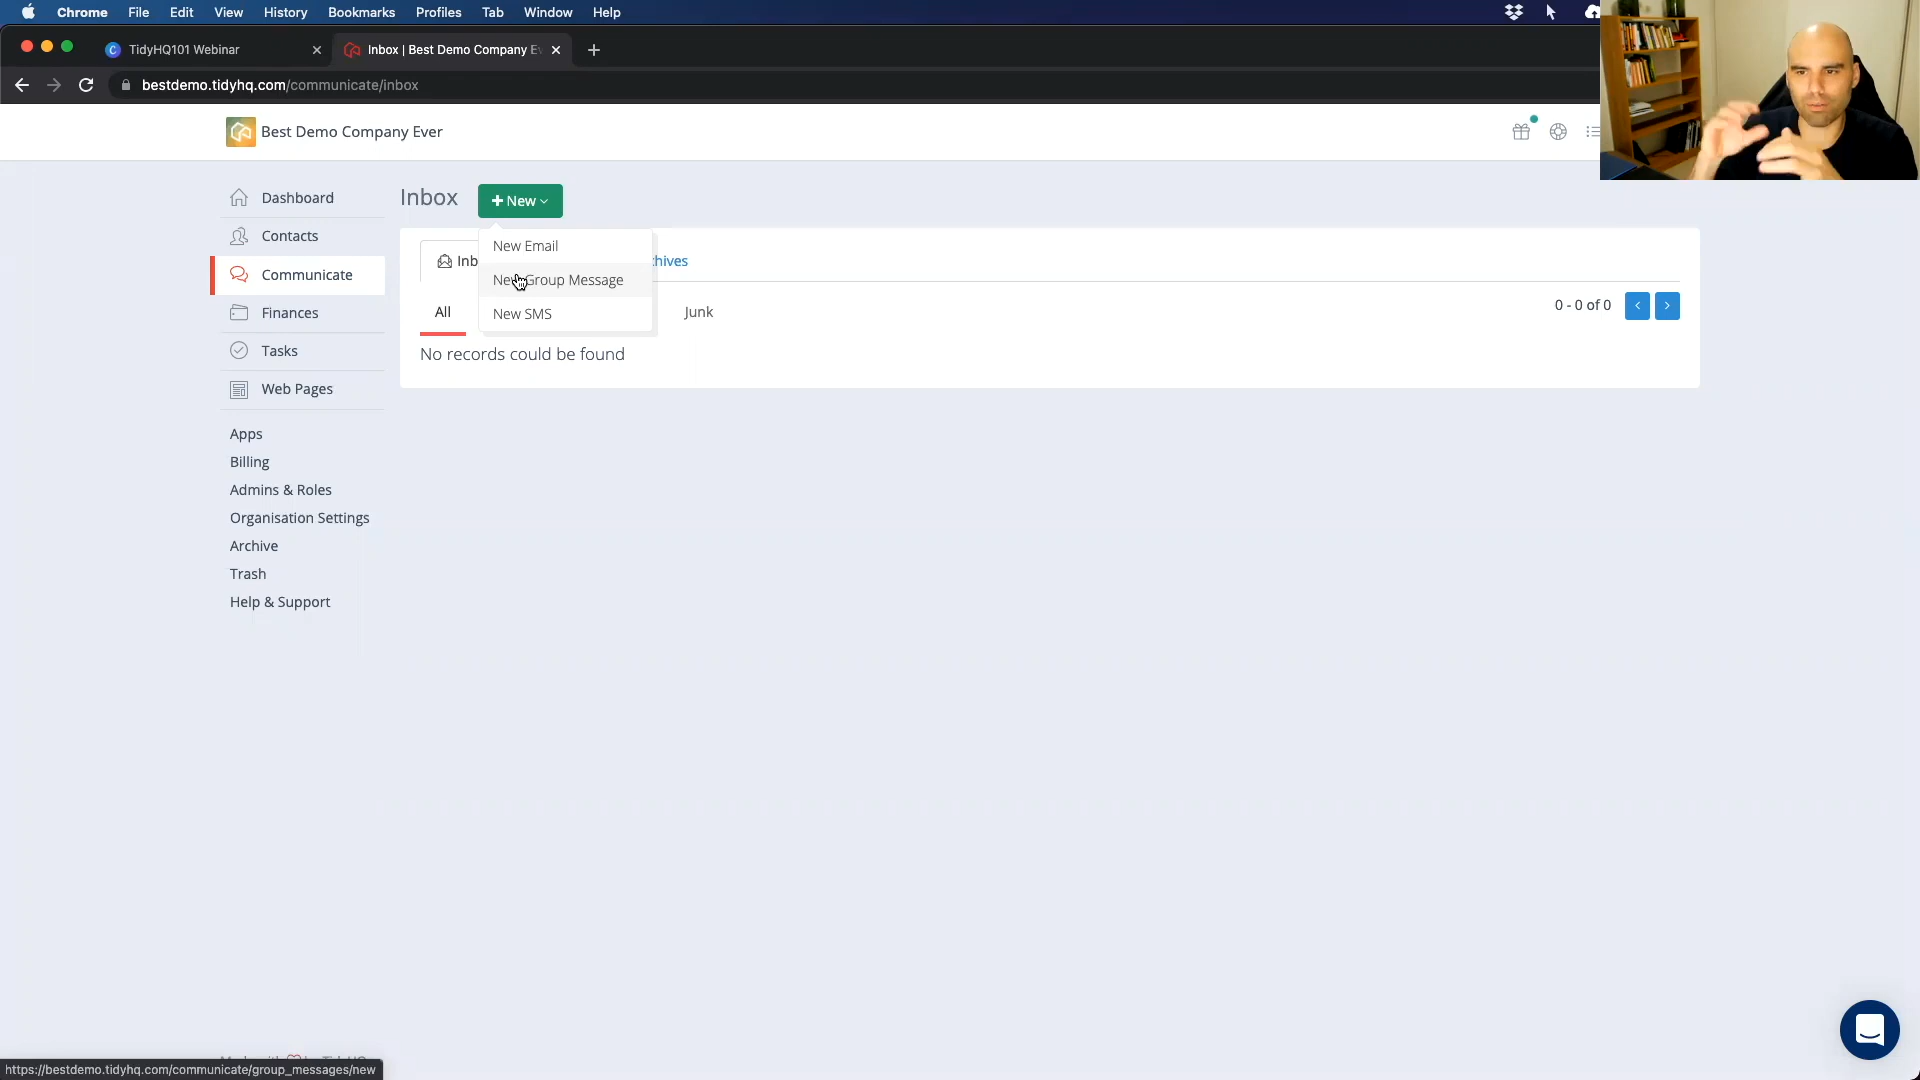 Chrome File Edit View History Bookmarks Profiles Tab Window Help
TidyHQ101 Webinar
Inbox | Best Demo Company Ev
bestdemo.tidyhq.com/communicate/inbox
Best Demo Company Ever
Dashboard
Contacts
Communicate
Finances
Tasks
Web Pages
Apps
Billing
Admins & Roles
Organisation Settings
Archive
Trash
Help & Support
Inbox
New
New Email
New Group Message
New SMS
Inb
chives
All
Junk
0 - 0 of 0
No records could be found
https://bestdemo.tidyhq.com/communicate/group_messages/new